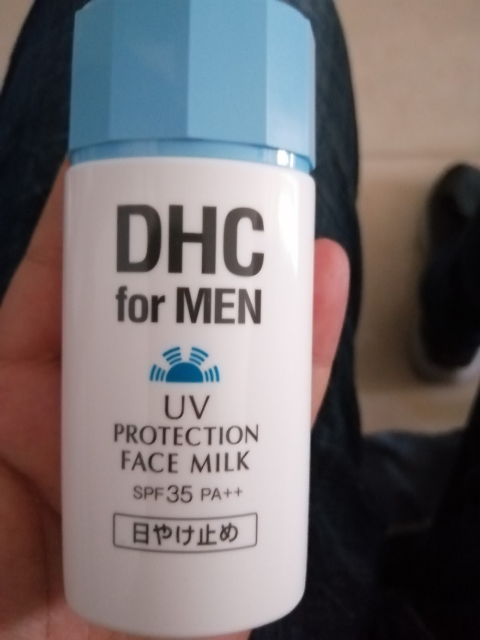 DHC
for MEN
UV
PROTECTION
FACE MILK
SPF35 PA++
日やけ止め